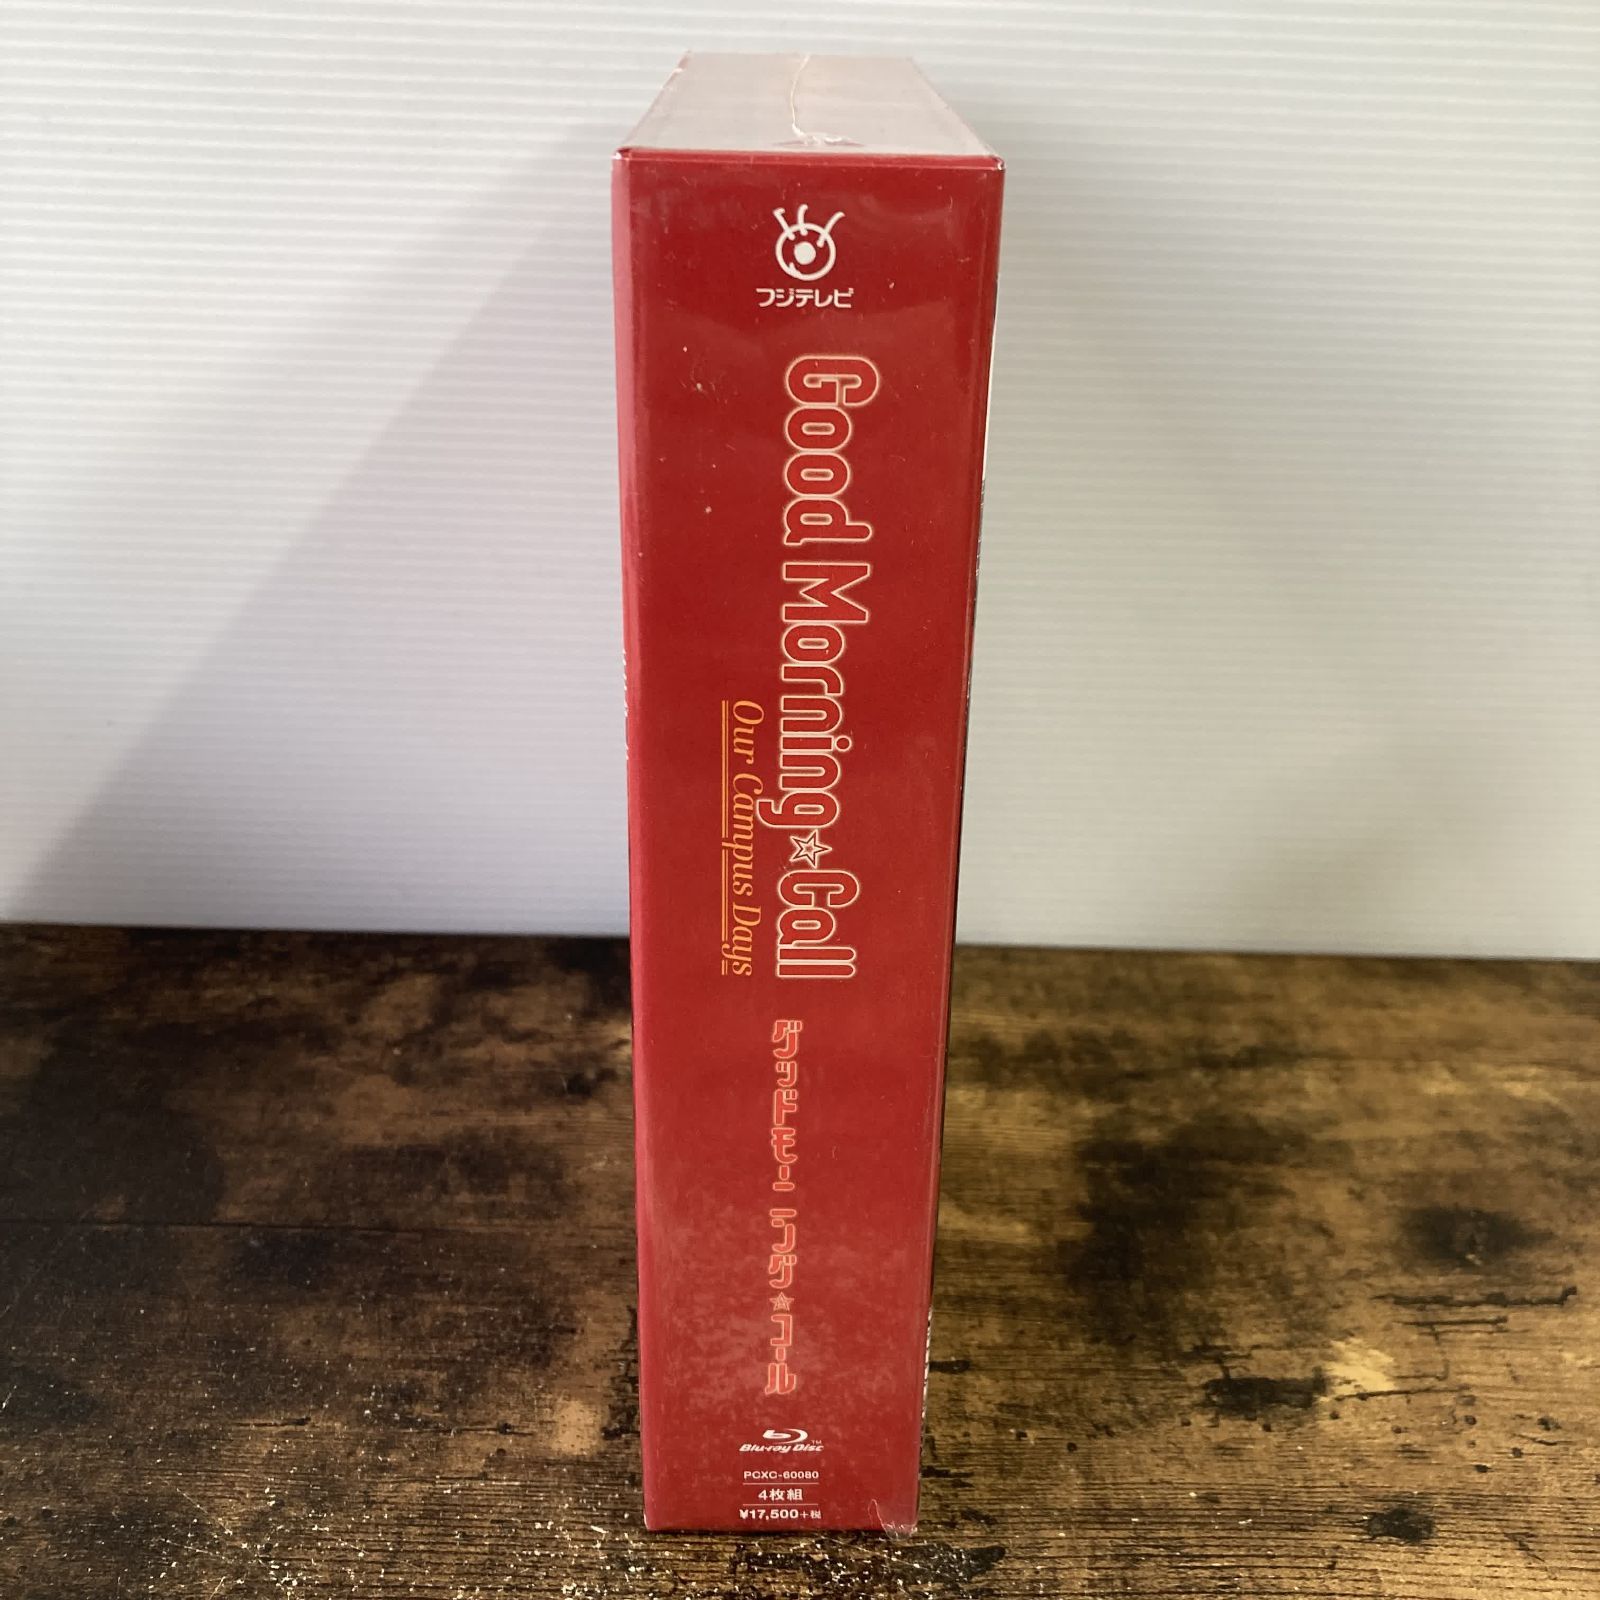 フジテレビ
Good Morning☆Call
Our Campus Days
グッドモーニング☆コール
Blu-ray Disc™
PCXC-60080
4枚組
¥17,500+税